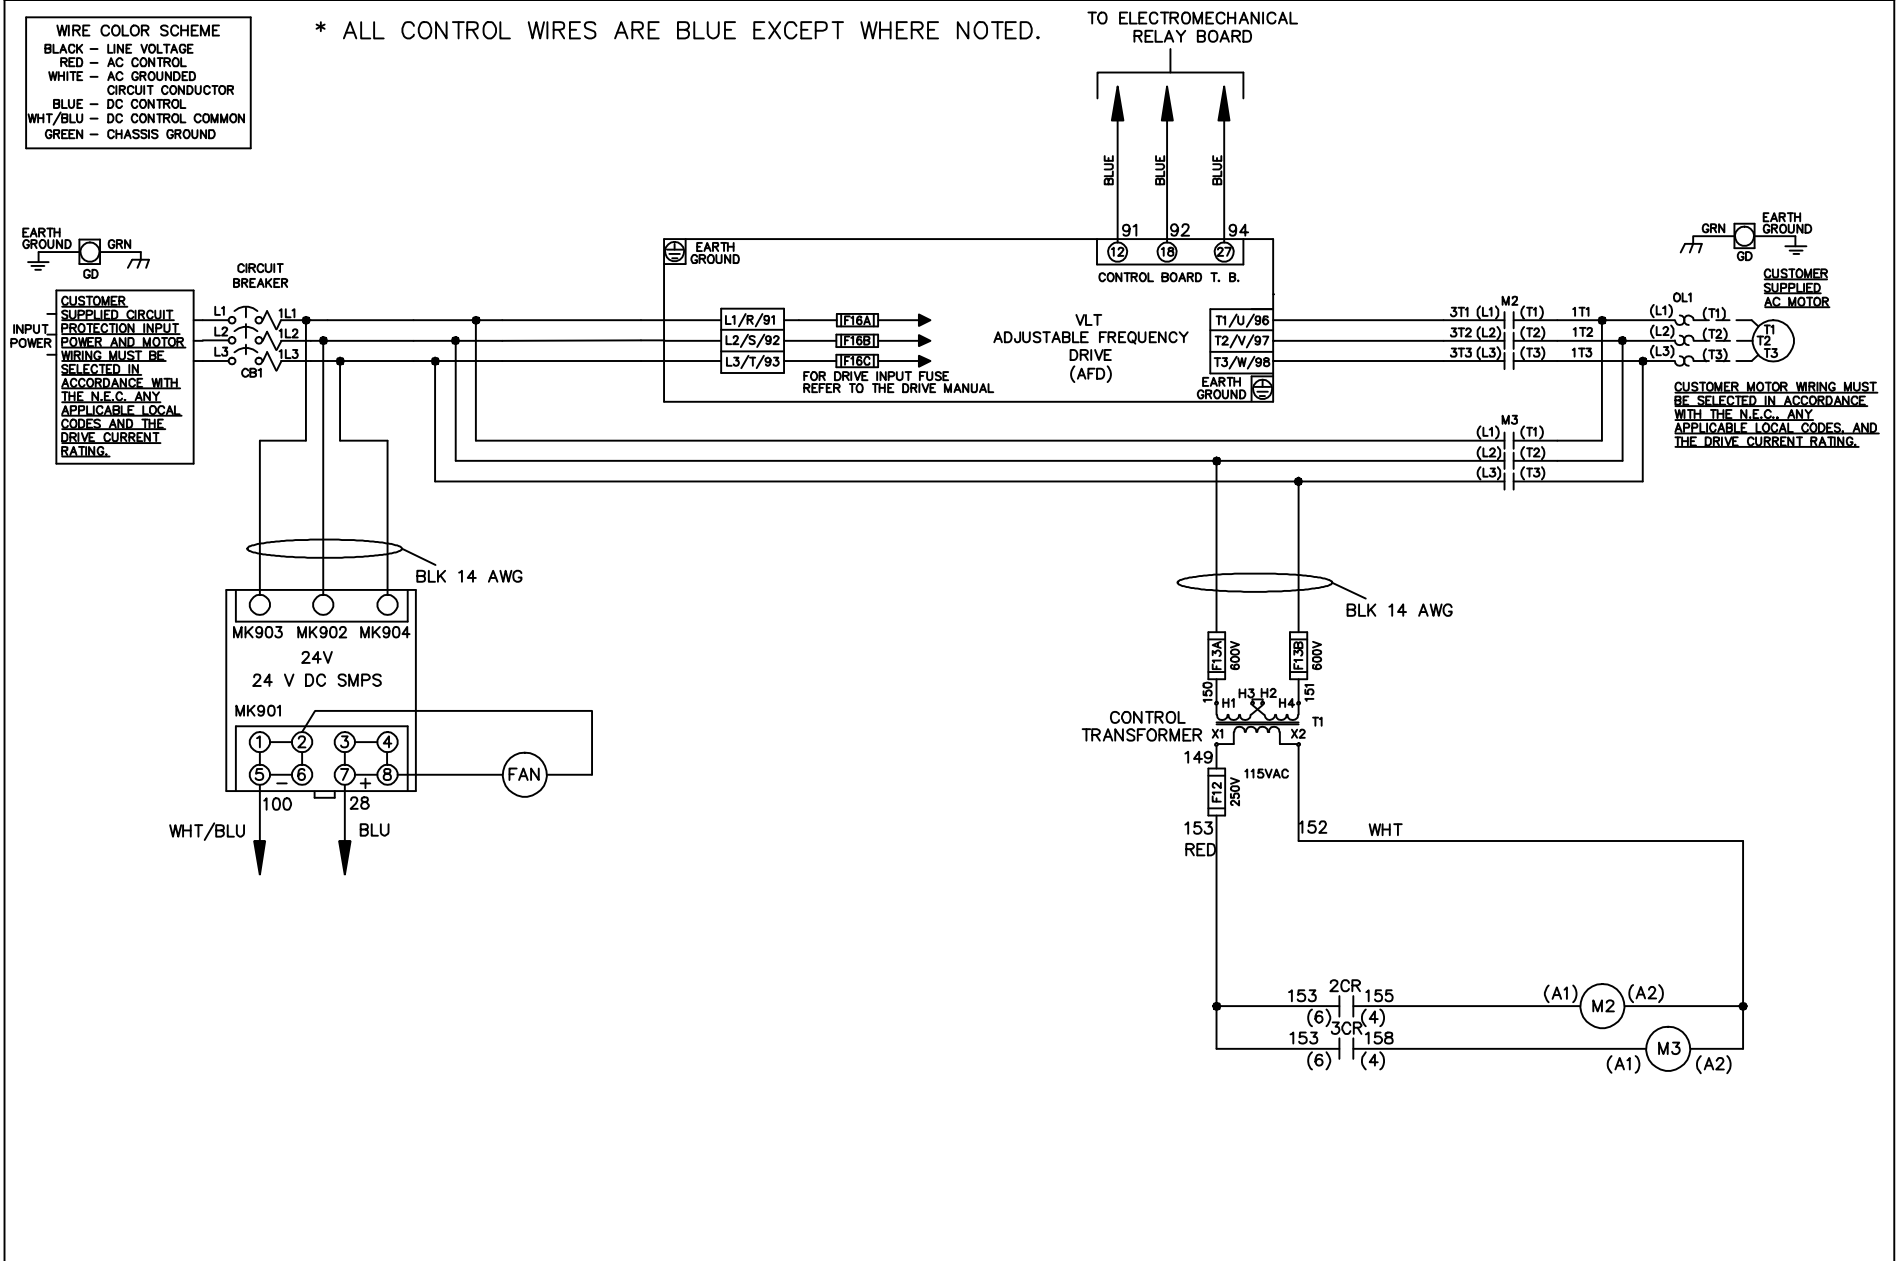 WIRE COLOR SCHEME
BLACK – LINE VOLTAGE
RED – AC CONTROL
WHITE – AC GROUNDED
CIRCUIT CONDUCTOR
BLUE – DC CONTROL
WHT/BLU – DC CONTROL COMMON
GREEN – CHASSIS GROUND
* ALL CONTROL WIRES ARE BLUE EXCEPT WHERE NOTED.
TO ELECTROMECHANICAL
RELAY BOARD
BLUE
BLUE
BLUE
91
92
94
12
18
27
CONTROL BOARD T. B.
EARTH
GROUND
GRN
GD
CIRCUIT
BREAKER
INPUT
POWER
CUSTOMER
SUPPLIED CIRCUIT
PROTECTION INPUT
POWER AND MOTOR
WIRING MUST BE
SELECTED IN
ACCORDANCE WITH
THE N.E.C. ANY
APPLICABLE LOCAL
CODES AND THE
DRIVE CURRENT
RATING.
L1
1L1
L2
1L2
L3
1L3
CB1
EARTH
GROUND
L1/R/91
L2/S/92
L3/T/93
IF16A
IF16B
IF16C
FOR DRIVE INPUT FUSE
REFER TO THE DRIVE MANUAL
VLT
ADJUSTABLE FREQUENCY
DRIVE
(AFD)
T1/U/96
T2/V/97
T3/W/98
EARTH
GROUND
M2
3T1 (L1) (T1) 1T1
3T2 (L2) (T2) 1T2
3T3 (L3) (T3) 1T3
M3
(L1) (T1)
(L2) (T2)
(L3) (T3)
GRN
GD
EARTH
GROUND
CUSTOMER
SUPPLIED
AC MOTOR
OL1
(L1) (T1)
(L2) (T2)
(L3) (T3)
T1
T2
T3
CUSTOMER MOTOR WIRING MUST
BE SELECTED IN ACCORDANCE
WITH THE N.E.C., ANY
APPLICABLE LOCAL CODES, AND
THE DRIVE CURRENT RATING.
BLK 14 AWG
MK903 MK902 MK904
24V
24 V DC SMPS
MK901
1 2 3 4
5 – 6 7 + 8
FAN
100
28
WHT/BLU
BLU
BLK 14 AWG
F13A
600V
F13B
600V
150
151
H1 H3 H2 H4
T1
CONTROL
TRANSFORMER
X1
X2
149
115VAC
F12
250V
153
RED
152
WHT
153 2CR 155
(6) (4)
(A1) M2 (A2)
153 3CR 158
(6) (4)
(A1) M3 (A2)